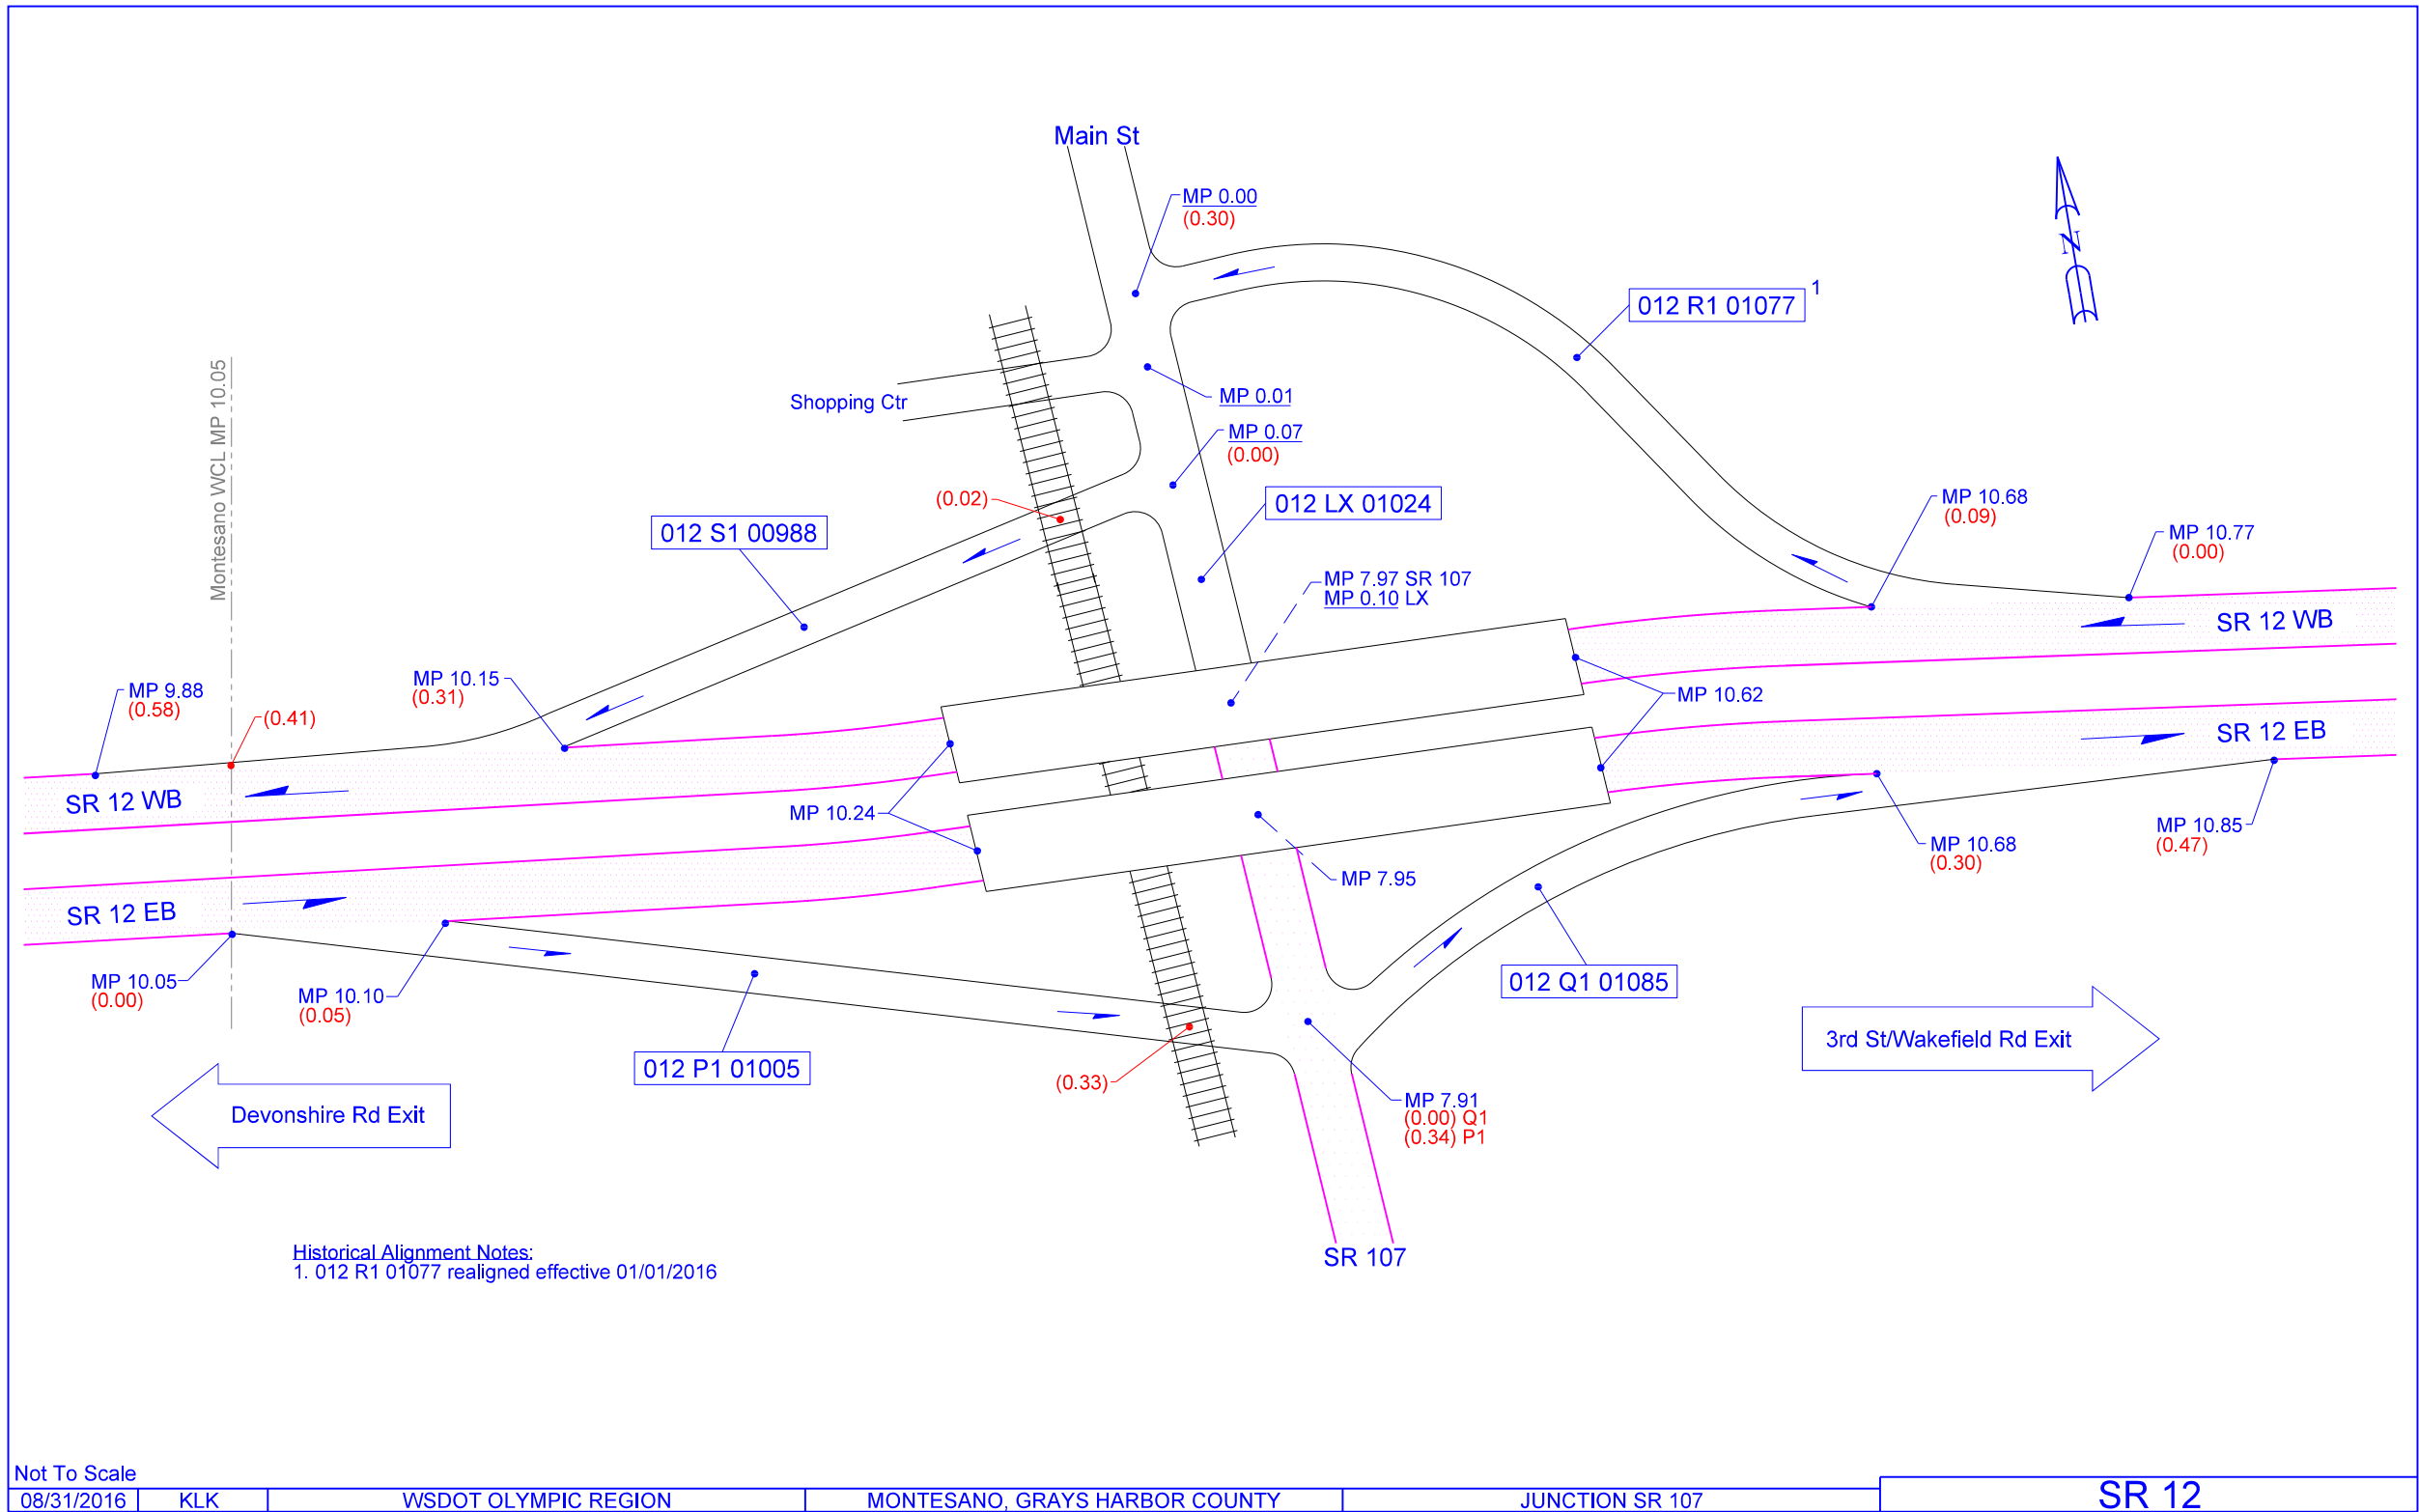 Main St
MP 0.00
(0.30)
N
012 R1 01077 1
Montesano WCL MP 10.05
Shopping Ctr
MP 0.01
MP 0.07
(0.00)
(0.02)
012 LX 01024
012 S1 00988
MP 10.68
(0.09)
MP 10.77
(0.00)
MP 7.97 SR 107
MP 0.10 LX
SR 12 WB
MP 9.88
(0.58)
(0.41)
MP 10.15
(0.31)
MP 10.62
SR 12 EB
SR 12 WB
MP 10.24
SR 12 EB
MP 7.95
MP 10.68
(0.30)
MP 10.85
(0.47)
MP 10.05
(0.00)
MP 10.10
(0.05)
012 Q1 01085
012 P1 01005
(0.33)
3rd St/Wakefield Rd Exit
Devonshire Rd Exit
MP 7.91
(0.00) Q1
(0.34) P1
SR 107
Historical Alignment Notes:
1. 012 R1 01077 realigned effective 01/01/2016
Not To Scale
08/31/2016 KLK WSDOT OLYMPIC REGION MONTESANO, GRAYS HARBOR COUNTY JUNCTION SR 107 SR 12